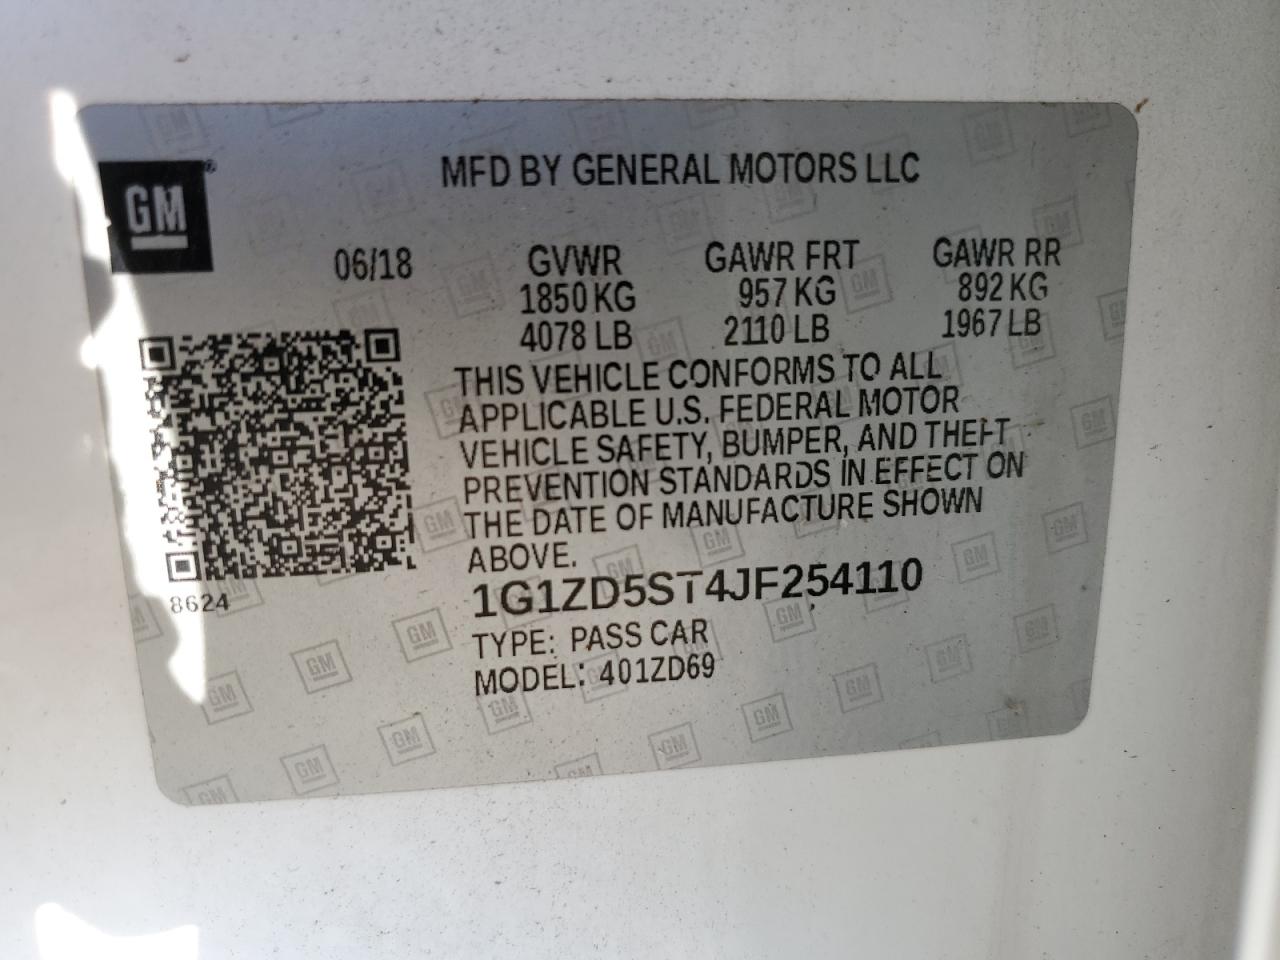 MFD BY GENERAL MOTORS LLC
GM®
06/18 GVWR GAWR FRT GAWR RR
1850 KG 957 KG 892 KG
4078 LB 2110 LB 1967 LB
THIS VEHICLE CONFORMS TO ALL
APPLICABLE U.S. FEDERAL MOTOR
VEHICLE SAFETY, BUMPER, AND THEFT
PREVENTION STANDARDS IN EFFECT ON
THE DATE OF MANUFACTURE SHOWN
ABOVE.
8624
1G1ZD5ST4JF254110
TYPE: PASS CAR
MODEL: 401ZD69